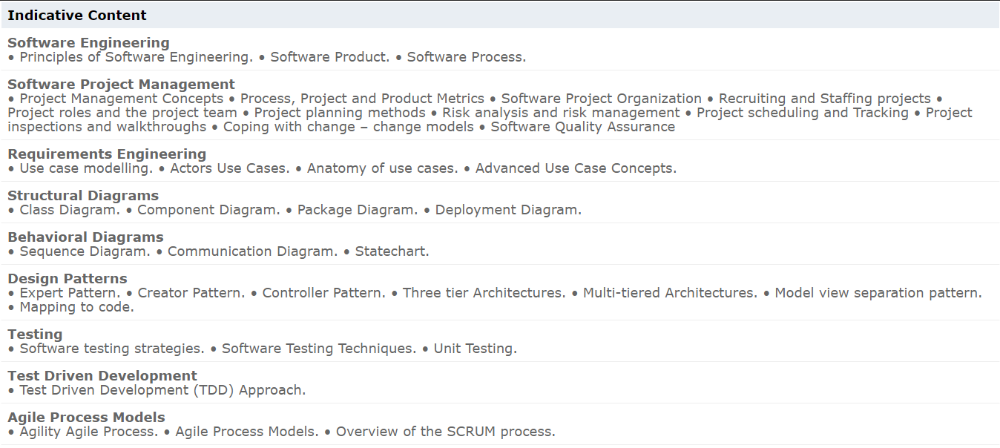 Indicative Content
Software Engineering
• Principles of Software Engineering. • Software Product. • Software Process.
Software Project Management
• Project Management Concepts • Process, Project and Product Metrics • Software Project Organization • Recruiting and Staffing projects •
Project roles and the project team • Project planning methods • Risk analysis and risk management • Project scheduling and Tracking • Project
inspections and walkthroughs • Coping with change – change models • Software Quality Assurance
Requirements Engineering
• Use case modelling. • Actors Use Cases. • Anatomy of use cases. • Advanced Use Case Concepts.
Structural Diagrams
• Class Diagram. • Component Diagram. • Package Diagram. • Deployment Diagram.
Behavioral Diagrams
• Sequence Diagram. • Communication Diagram. • Statechart.
Design Patterns
• Expert Pattern. • Creator Pattern. • Controller Pattern. • Three tier Architectures. • Multi-tiered Architectures. • Model view separation pattern.
• Mapping to code.
Testing
• Software testing strategies. • Software Testing Techniques. • Unit Testing.
Test Driven Development
• Test Driven Development (TDD) Approach.
Agile Process Models
• Agility Agile Process. • Agile Process Models. • Overview of the SCRUM process.